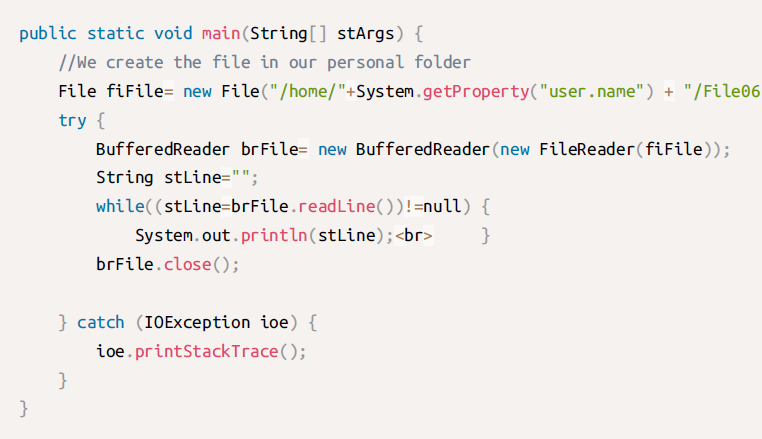 public static void main(String[] stArgs) {
//We create the file in our personal folder
File fiFile= new File("/home/"+System.getProperty("user.name") + "/File06
try {
BufferedReader brFile= new BufferedReader(new FileReader(fiFile));
String stLine="";
while((stLine=brFile.readLine())!=null) {
System.out.println(stLine);<br>     }
brFile.close();
} catch (IOException ioe) {
ioe.printStackTrace();
}
}